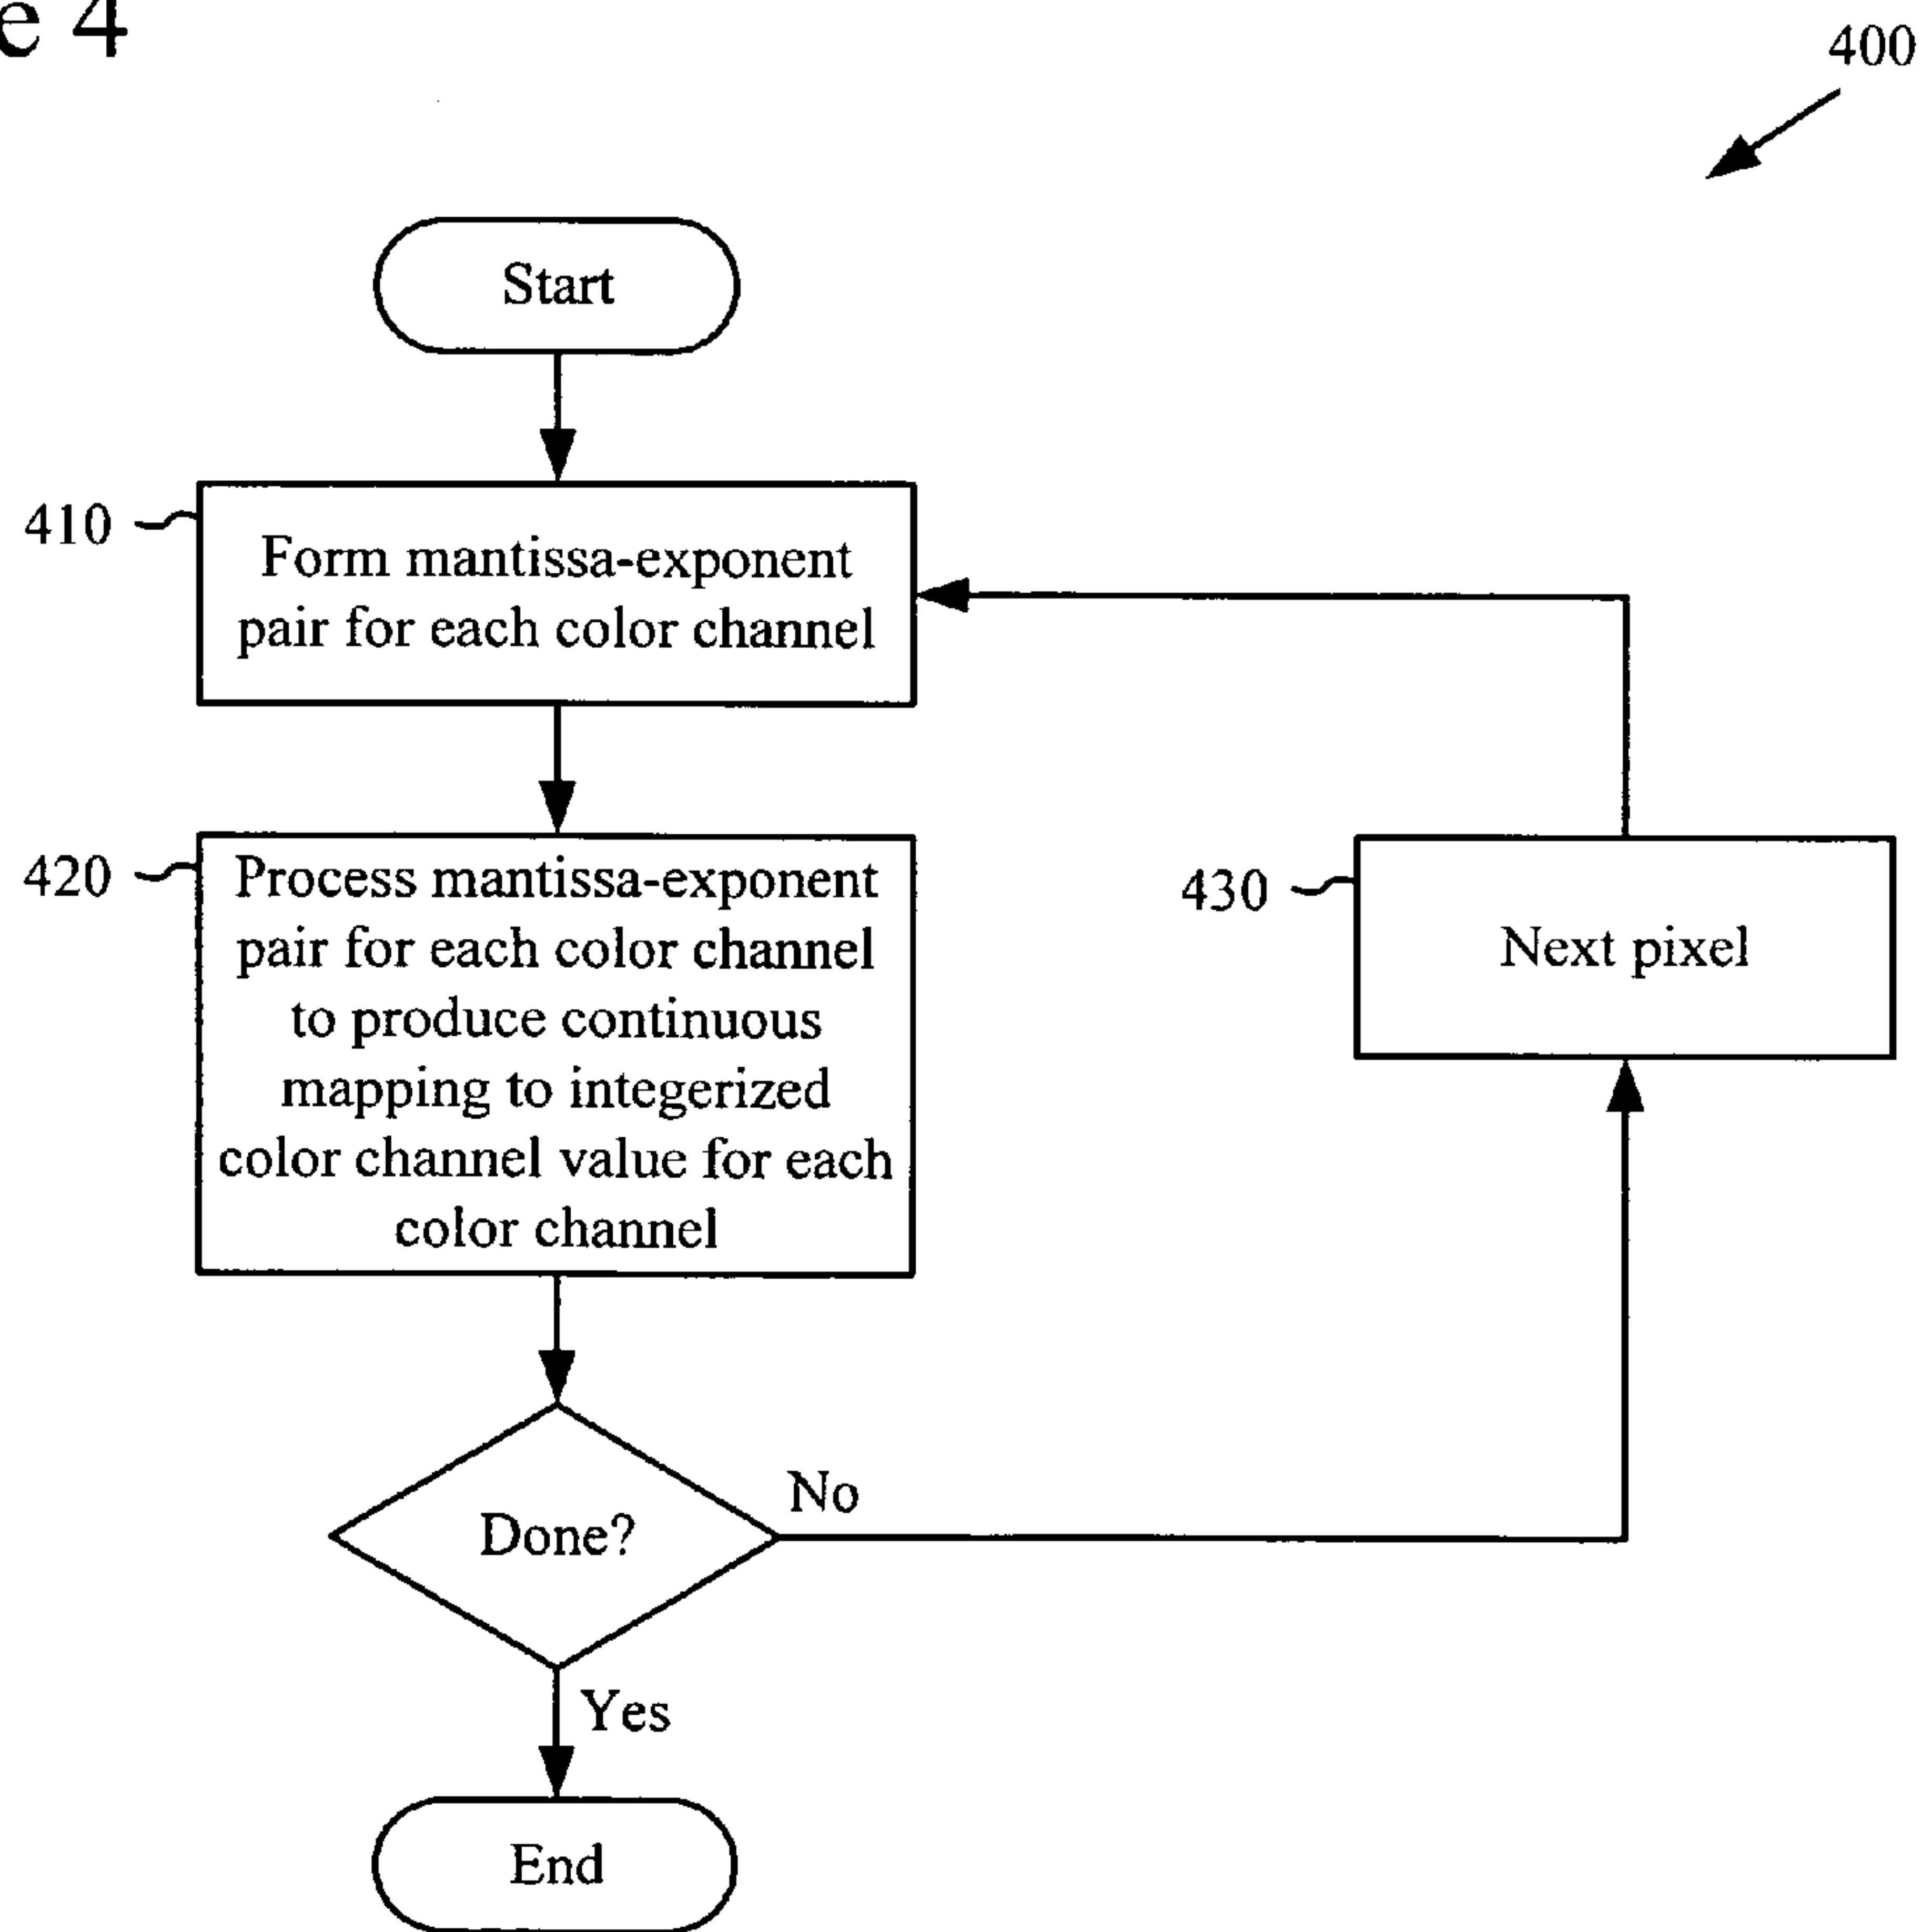 e 4
400
Start
410
Form mantissa-exponent
pair for each color channel
420
Process mantissa-exponent
pair for each color channel
to produce continuous
mapping to integerized
color channel value for each
color channel
430
Next pixel
Done?
No
Yes
End